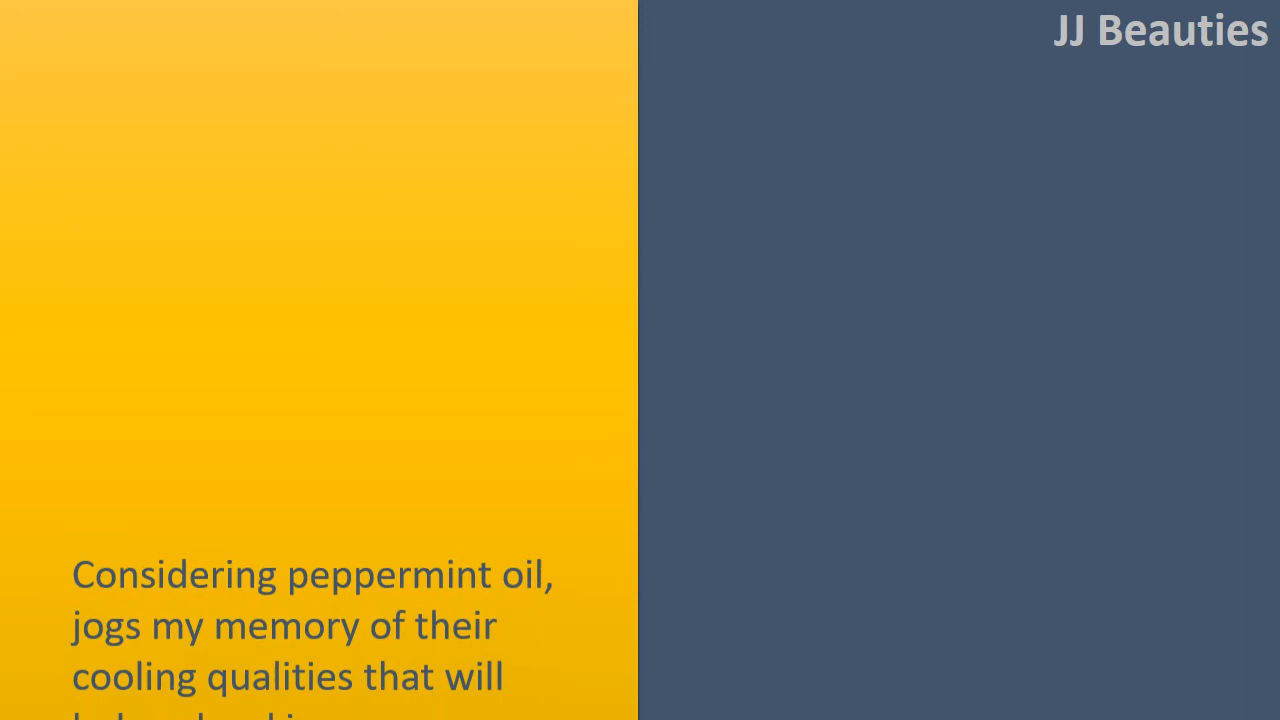 JJ Beauties
Considering peppermint oil,
jogs my memory of their
cooling qualities that will